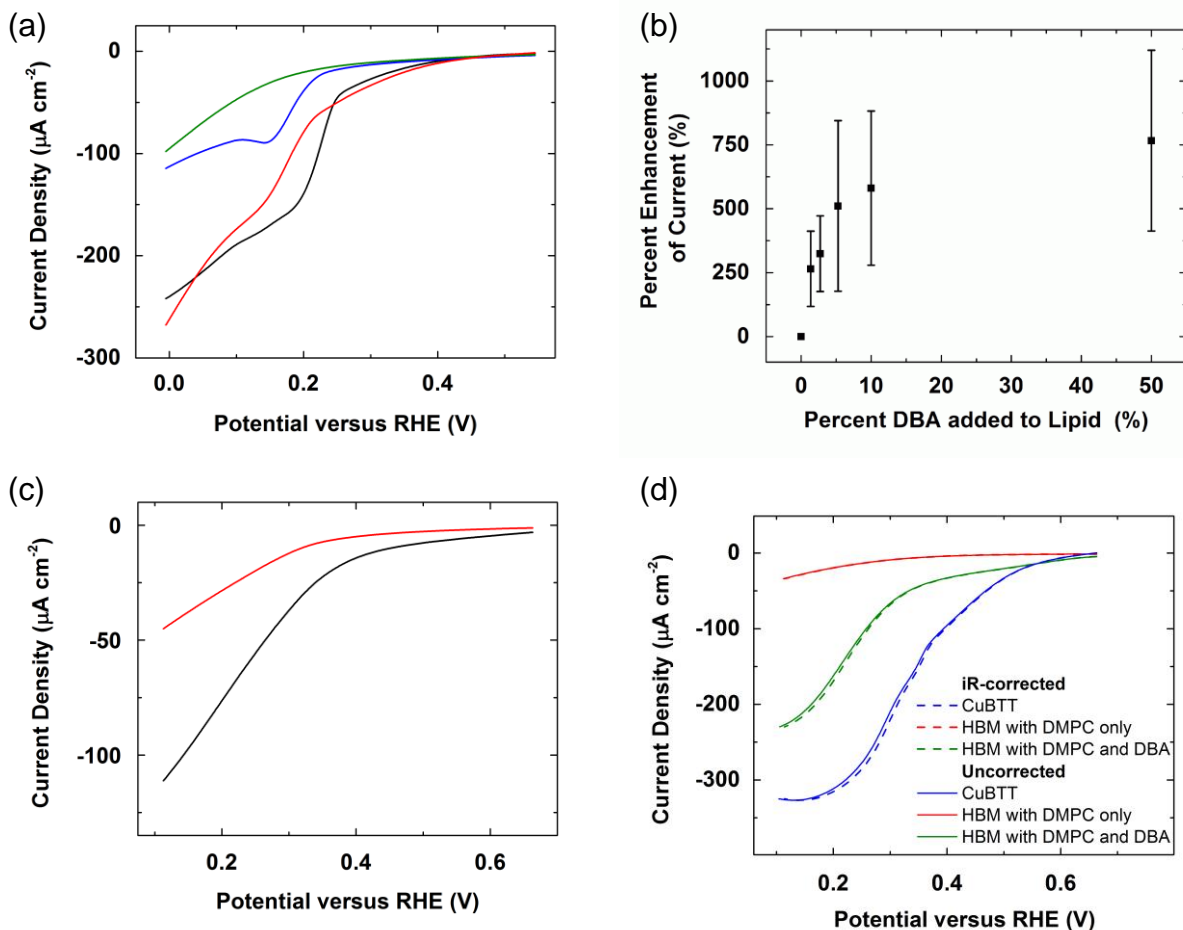 (a)
0
-100
-200
-300
Current Density (μA cm⁻²)
0.0 0.2 0.4
Potential versus RHE (V)
(b)
1000
750
500
250
0
Percent Enhancement
of Current (%)
0 10 20 30 40 50
Percent DBA added to Lipid (%)
(c)
0
-50
-100
Current Density (μA cm⁻²)
0.2 0.4 0.6
Potential versus RHE (V)
(d)
0
-100
-200
-300
Current Density (μA cm⁻²)
iR-corrected
CuBTT
HBM with DMPC only
HBM with DMPC and DBA
Uncorrected
CuBTT
HBM with DMPC only
HBM with DMPC and DBA
0.2 0.4 0.6
Potential versus RHE (V)